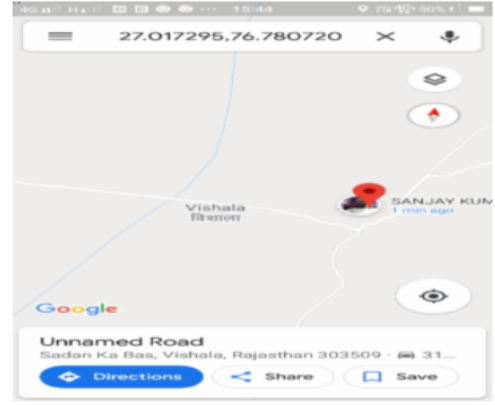 15:44
50%
27.017295,76.780720
SANJAY KUM
1 min ago
Vishala
विशाला
Google
Unnamed Road
Sadan Ka Bas, Vishala, Rajasthan 303509 · 31...
Directions
Share
Save